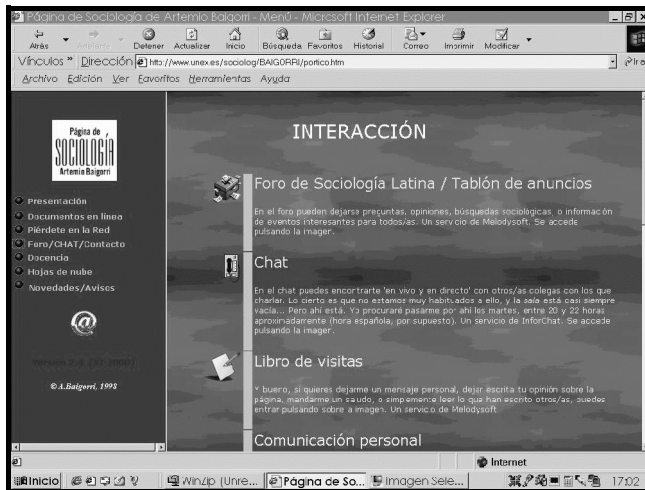 Página de Sociología de Artemio Baigorri - Menú - Microsoft Internet Explorer
Atrás Adelante Detener Actualizar Inicio Búsqueda Favoritos Historial Correo Imprimir Modificar
Vínculos » Dirección http://www.unex.es/sociolog/BAIGORRI/portico.htm Ir a
Archivo Edición Ver Favoritos Herramientas Ayuda
Página de
SOCIOLOGÍA
Artemio Baigorri
Presentación
Documentos en línea
Piérdete en la Red
Foro/CHAT/Contacto
Docencia
Hojas de nube
Novedades/Avisos
@
© A.Baigorri, 1998
INTERACCIÓN
Foro de Sociología Latina / Tablón de anuncios
En el foro pueden dejarse preguntas, opiniones, búsquedas sociológicas, o información
de eventos interesantes para todos/as. Un servicio de Melodysoft. Se accede
pulsando la imagen.
Chat
En el chat puedes encontrarte 'en vivo y en directo' con otros/as colegas con los que
charlar. Lo cierto es que no estamos muy habituados a ello, y la sala está casi siempre
vacía... Pero ahí está. Yo procuraré pasarme por ahí los martes, entre 20 y 22 horas
aproximadamente (hora española, por supuesto). Un servicio de InforChat. Se accede
pulsando la imagen.
Libro de visitas
Y bueno, si quieres dejarme un mensaje personal, dejar escrita tu opinión sobre la
página, mandarme un saludo, o simplemente leer lo que han escrito otros/as, puedes
entrar pulsando sobre a imagen. Un servicio de Melodysoft
Comunicación personal
Internet
Inicio WinZip (Unre... Página de So... Imagen Sele... 17:02